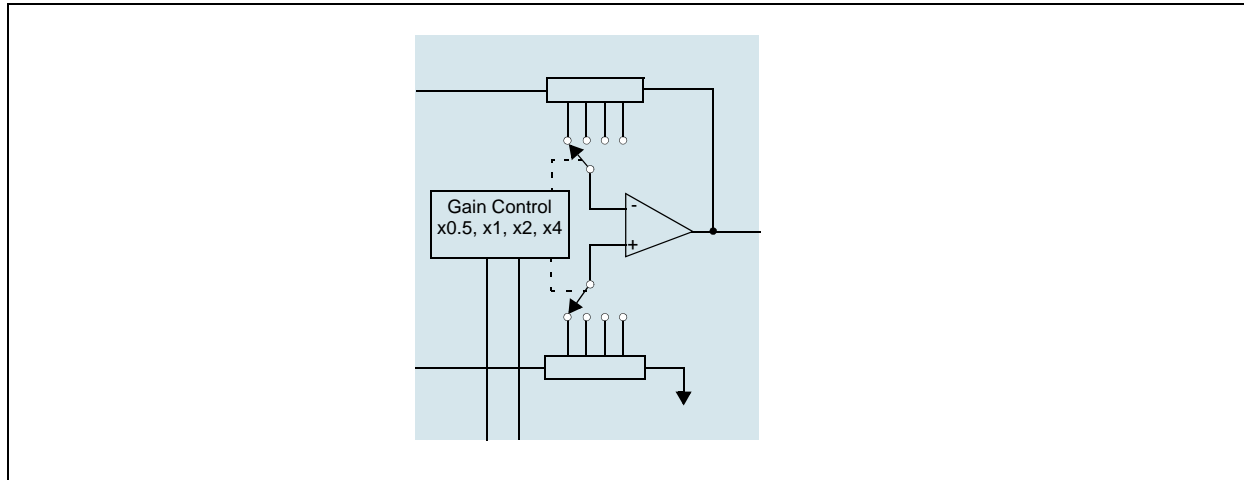 Gain Control
x0.5, x1, x2, x4
-
+